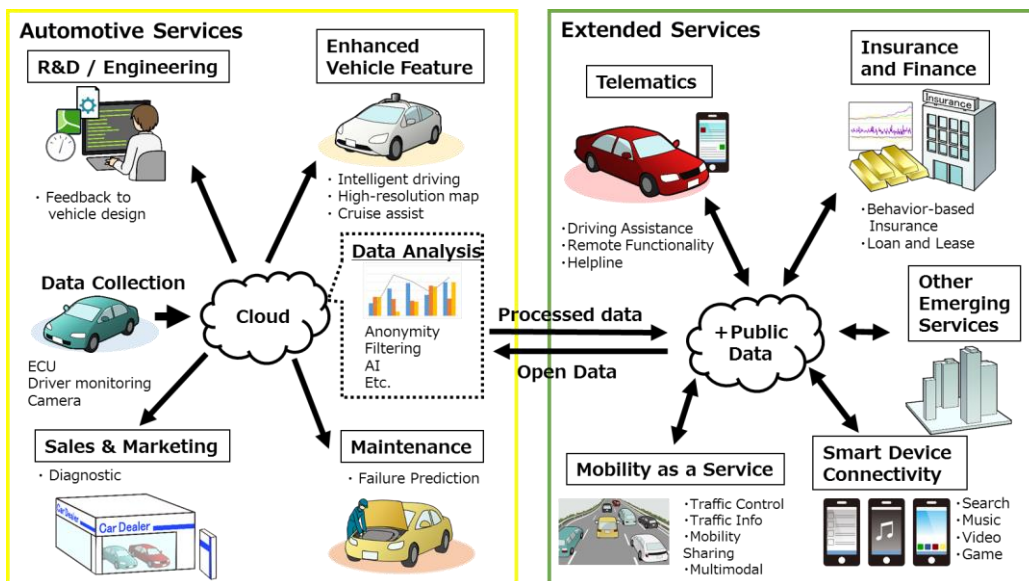 Automotive Services
R&D / Engineering
・Feedback to
vehicle design
Enhanced
Vehicle Feature
・Intelligent driving
・High-resolution map
・Cruise assist
Data Collection
ECU
Driver monitoring
Camera
Cloud
Data Analysis
Anonymity
Filtering
AI
Etc.
Sales & Marketing
・Diagnostic
Car Dealer
Car Dealer
Maintenance
・Failure Prediction
Processed data
Open Data
Extended Services
Telematics
・Driving Assistance
・Remote Functionality
・Helpline
Insurance
and Finance
Insurance
・Behavior-based
Insurance
・Loan and Lease
+Public
Data
Other
Emerging
Services
Mobility as a Service
・Traffic Control
・Traffic Info
・Mobility
Sharing
・Multimodal
Smart Device
Connectivity
・Search
・Music
・Video
・Game